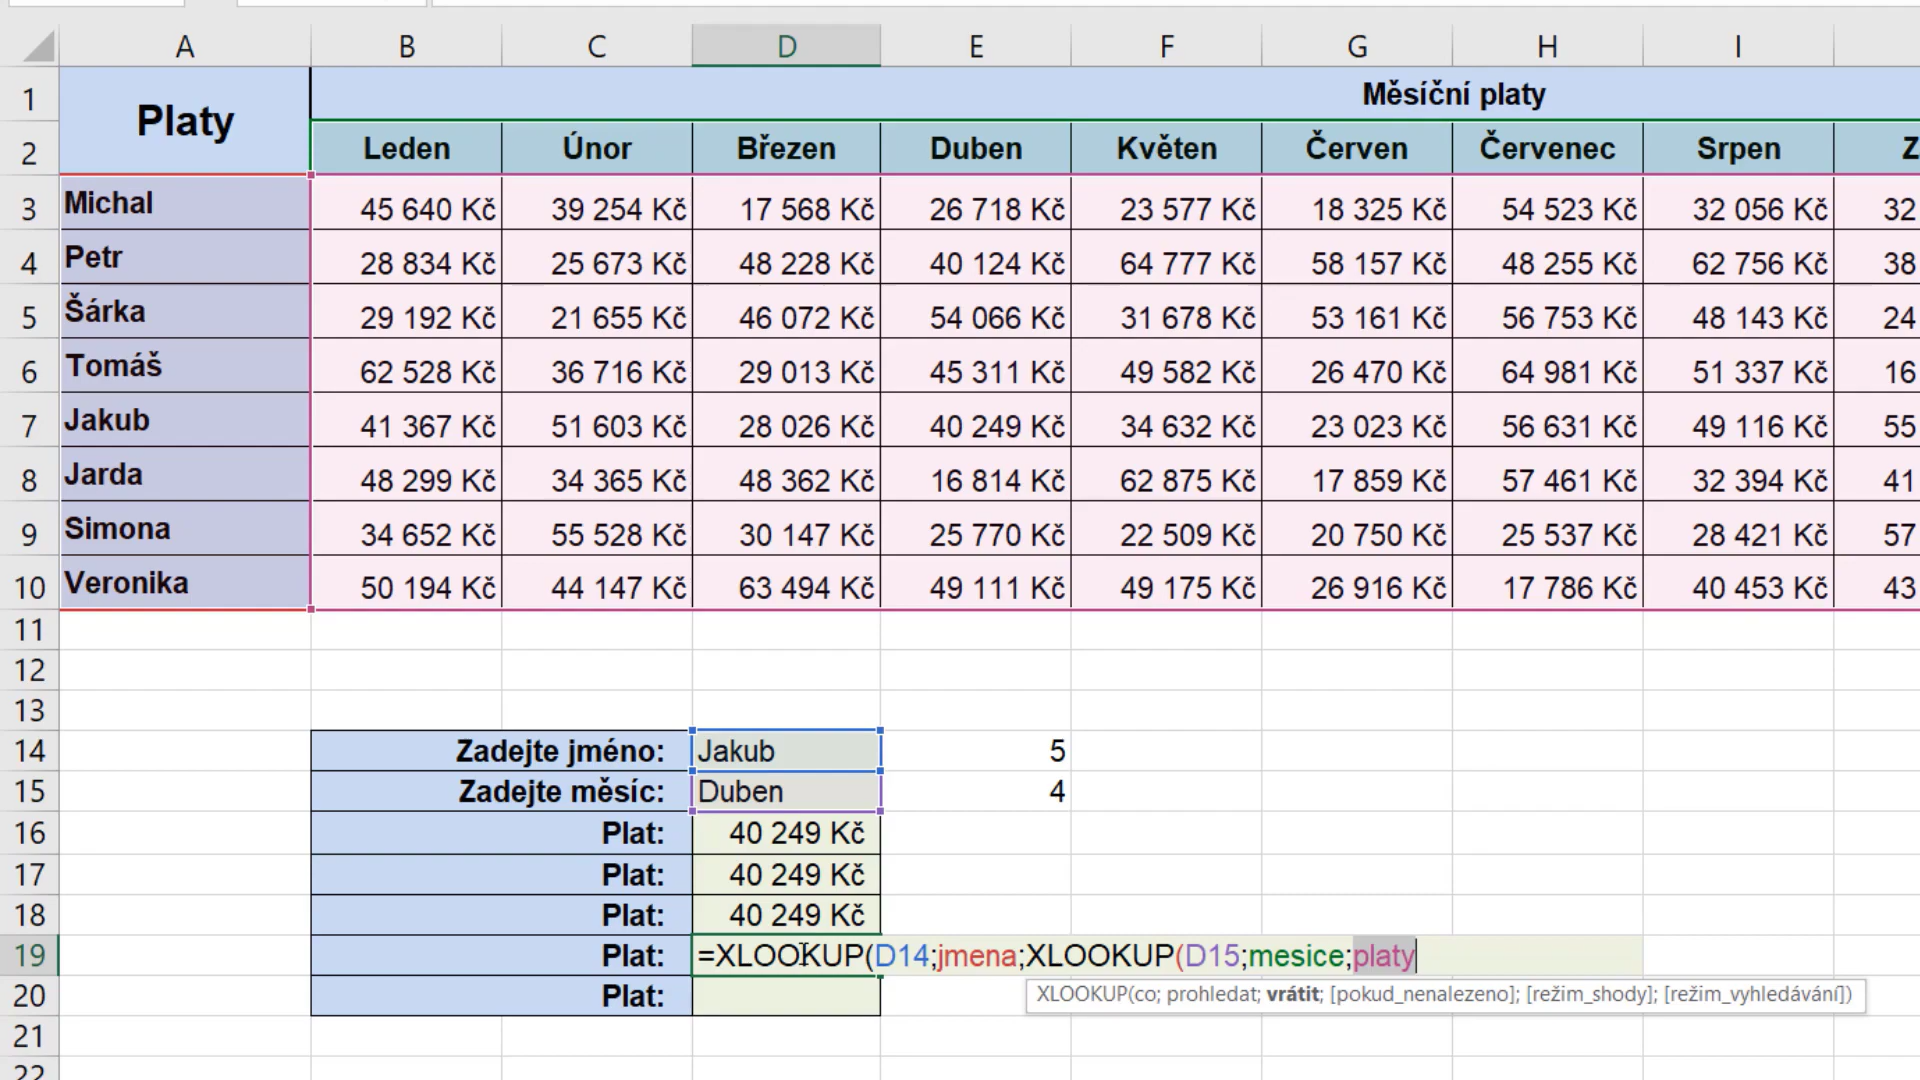 A B C D E F G H I
1 Platy Měsíční platy
2 Leden Únor Březen Duben Květen Červen Červenec Srpen
3 Michal 45 640 Kč 39 254 Kč 17 568 Kč 26 718 Kč 23 577 Kč 18 325 Kč 54 523 Kč 32 056 Kč 32
4 Petr 28 834 Kč 25 673 Kč 48 228 Kč 40 124 Kč 64 777 Kč 58 157 Kč 48 255 Kč 62 756 Kč 38
5 Šárka 29 192 Kč 21 655 Kč 46 072 Kč 54 066 Kč 31 678 Kč 53 161 Kč 56 753 Kč 48 143 Kč 24
6 Tomáš 62 528 Kč 36 716 Kč 29 013 Kč 45 311 Kč 49 582 Kč 26 470 Kč 64 981 Kč 51 337 Kč 16
7 Jakub 41 367 Kč 51 603 Kč 28 026 Kč 40 249 Kč 34 632 Kč 23 023 Kč 56 631 Kč 49 116 Kč 55
8 Jarda 48 299 Kč 34 365 Kč 48 362 Kč 16 814 Kč 62 875 Kč 17 859 Kč 57 461 Kč 32 394 Kč 41
9 Simona 34 652 Kč 55 528 Kč 30 147 Kč 25 770 Kč 22 509 Kč 20 750 Kč 25 537 Kč 28 421 Kč 57
10 Veronika 50 194 Kč 44 147 Kč 63 494 Kč 49 111 Kč 49 175 Kč 26 916 Kč 17 786 Kč 40 453 Kč 43
11
12
13
14 Zadejte jméno: Jakub 5
15 Zadejte měsíc: Duben 4
16 Plat: 40 249 Kč
17 Plat: 40 249 Kč
18 Plat: 40 249 Kč
19 Plat: =XLOOKUP(D14;jmena;XLOOKUP(D15;mesice;platy
20 Plat: XLOOKUP(co; prohledat; vrátit; [pokud_nenalezeno]; [režim_shody]; [režim_vyhledávání])
21
22